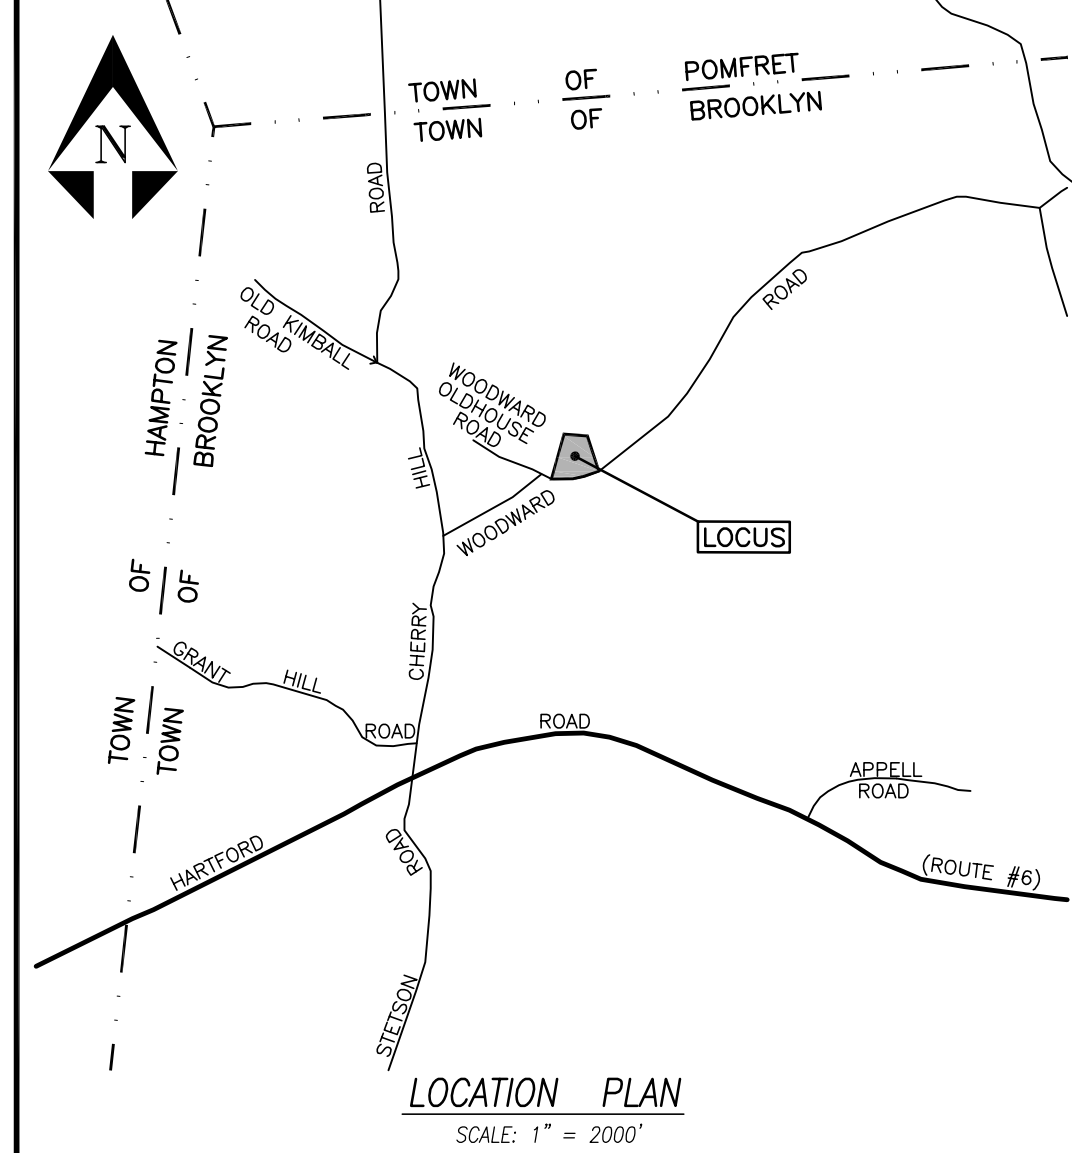 N
TOWN OF POMFRET
TOWN OF BROOKLYN
ROAD
OLD KIMBALL
ROAD
ROAD
TOWN OF HAMPTON
TOWN OF BROOKLYN
WOODWARD
OLDHOUSE
ROAD
CHERRY HILL
WOODWARD
LOCUS
GRANT HILL ROAD
HARTFORD ROAD
(ROUTE #6)
APPELL
ROAD
STETSON ROAD
LOCATION PLAN
SCALE: 1" = 2000'